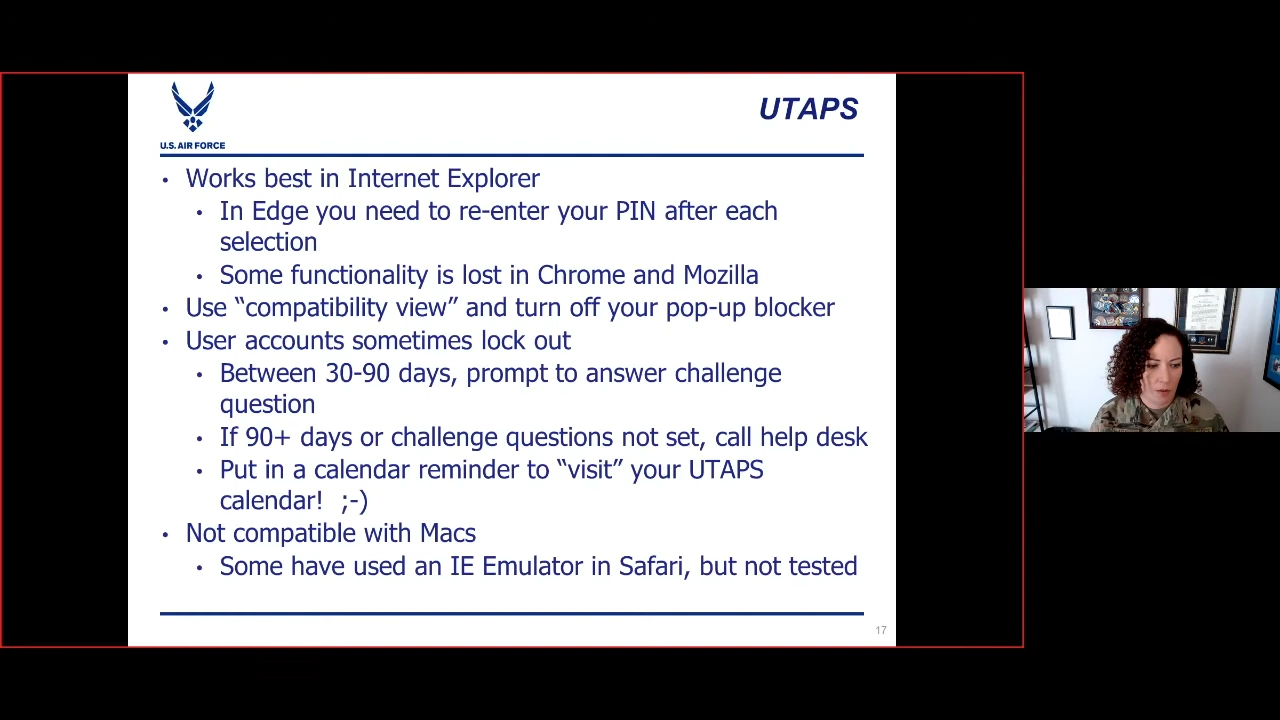 U.S. AIR FORCE
UTAPS
• Works best in Internet Explorer
• In Edge you need to re-enter your PIN after each
selection
• Some functionality is lost in Chrome and Mozilla
• Use “compatibility view” and turn off your pop-up blocker
• User accounts sometimes lock out
• Between 30-90 days, prompt to answer challenge
question
• If 90+ days or challenge questions not set, call help desk
• Put in a calendar reminder to “visit” your UTAPS
calendar!  ;-)
• Not compatible with Macs
• Some have used an IE Emulator in Safari, but not tested
17